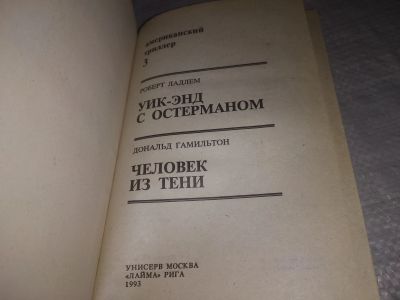 американский
триллер
3
РОБЕРТ ЛАДЛЕМ
УИК-ЭНД
С ОСТЕРМАНОМ
ДОНАЛЬД ГАМИЛЬТОН
ЧЕЛОВЕК
ИЗ ТЕНИ
УНИСЕРВ МОСКВА
«ЛАЙМА» РИГА
1993